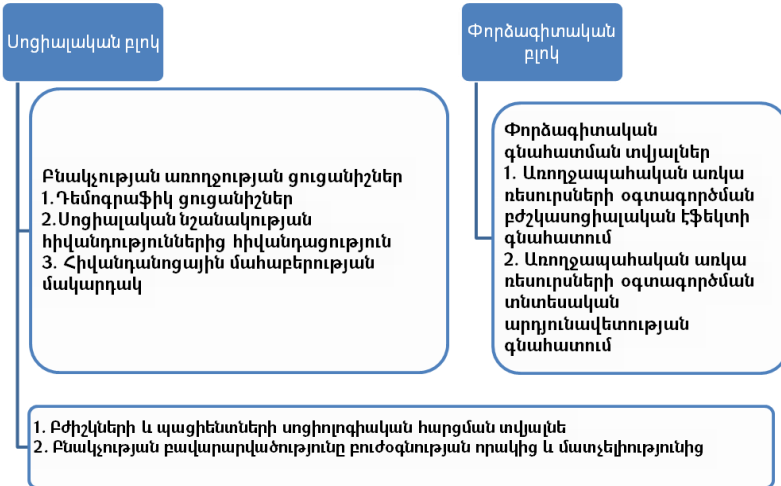 Սոցիալական բլոկ
Բնակչության առողջության ցուցանիշներ
1.Դեմոգրաֆիկ ցուցանիշներ
2.Սոցիալական նշանակության
հիվանդություններից հիվանդացություն
3. Հիվանդանոցային մահաբերության
մակարդակ
1. Բժիշկների և պացիենտների սոցիոլոգիական հարցման տվյալնե
2. Բնակչության բավարարվածությունը բուժօգնության որակից և մատչելիությունից
Փորձագիտական
բլոկ
Փորձագիտական
գնահատման տվյալներ
1. Առողջապահական առկա
ռեսուրսների օգտագործման
բժշկասոցիալական էֆեկտի
գնահատում
2. Առողջապահական առկա
ռեսուրսների օգտագործման
տնտեսական
արդյունավետության
գնահատում